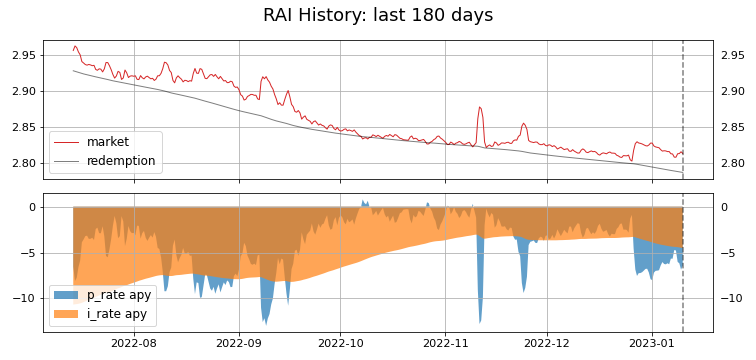 RAI History: last 180 days
2.95 2.95
2.90 2.90
2.85 2.85
2.80 2.80
market
redemption
0 0
−5 −5
−10 −10
p_rate apy
i_rate apy
2022-08 2022-09 2022-10 2022-11 2022-12 2023-01